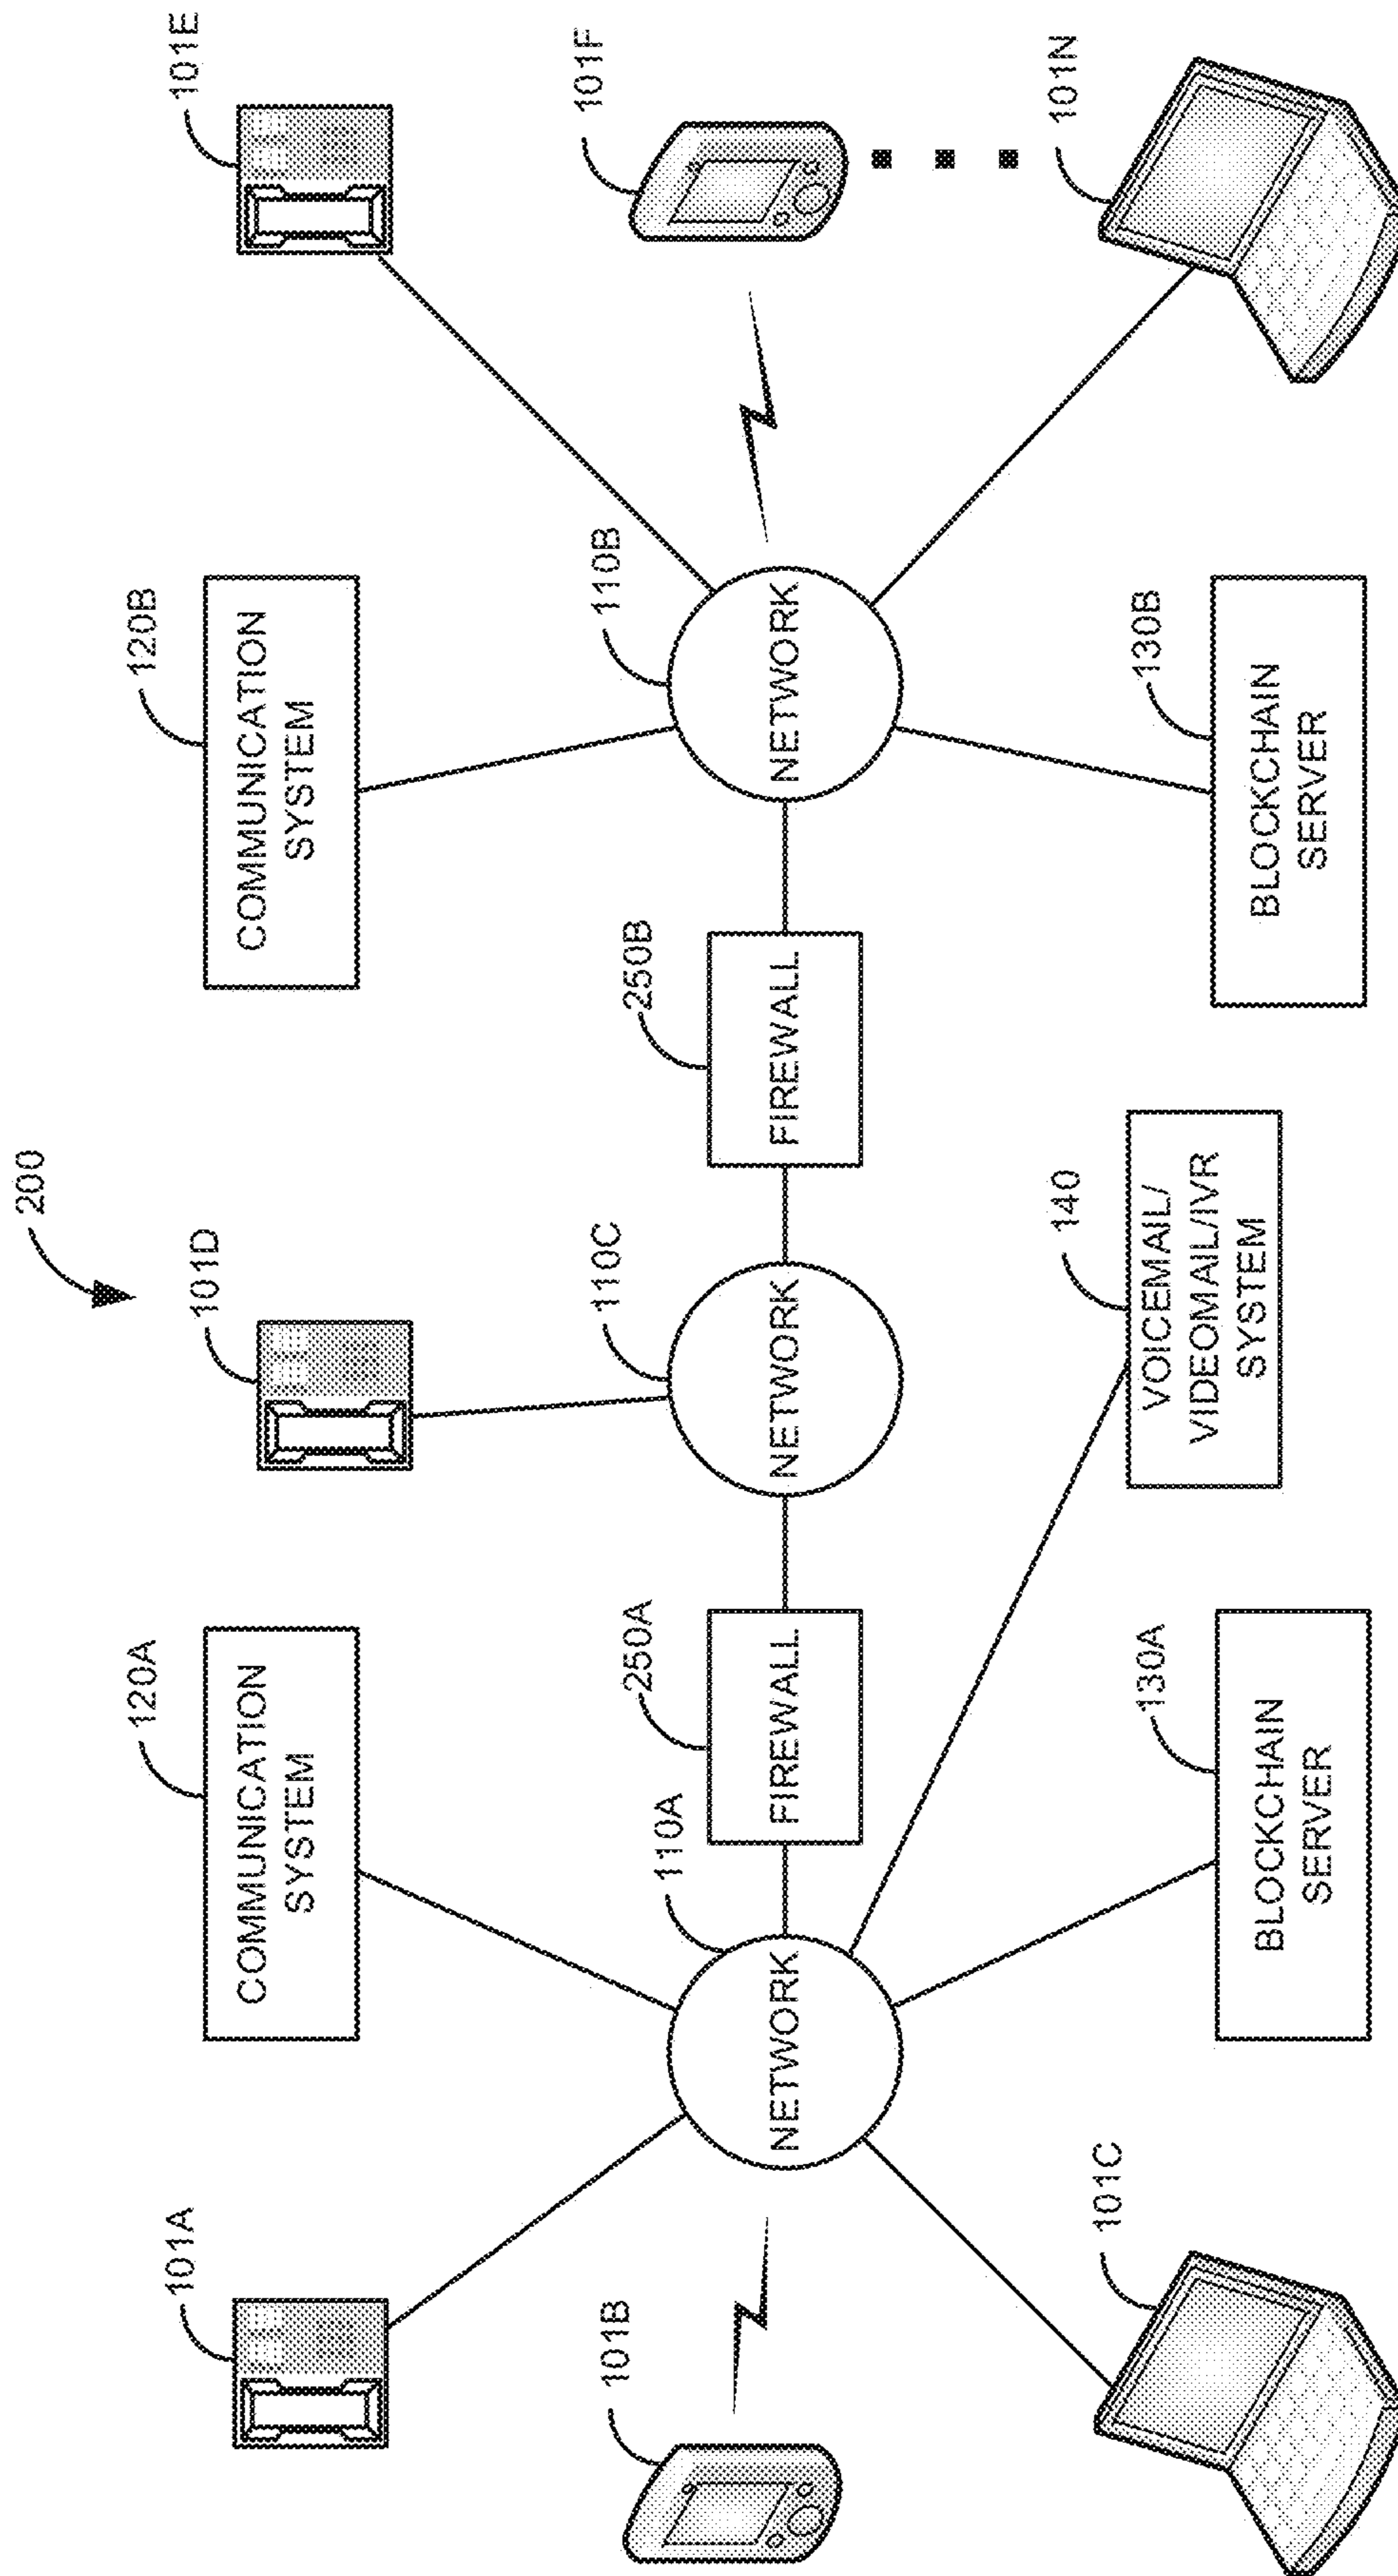 200
101A
120A
101D
120B
101E
COMMUNICATION
SYSTEM
COMMUNICATION
SYSTEM
101B
110A
250A
110C
250B
110B
101F
NETWORK
FIREWALL
NETWORK
FIREWALL
NETWORK
101C
130A
140
130B
101N
BLOCKCHAIN
SERVER
VOICEMAIL/
VIDEOMAIL/IVR
SYSTEM
BLOCKCHAIN
SERVER